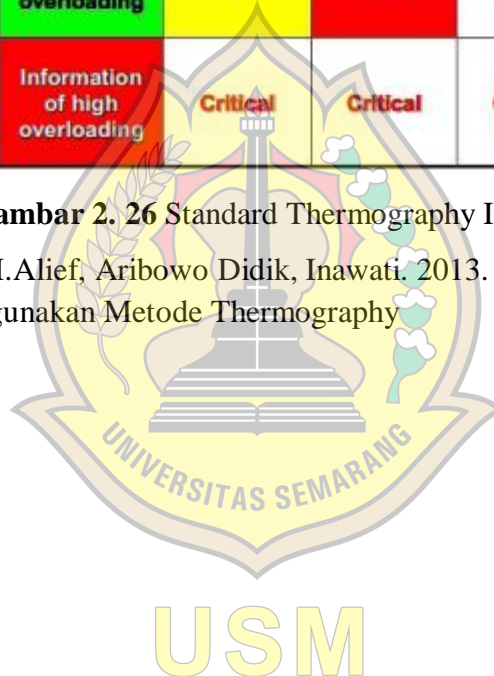 overloading
Information
of high
overloading
Critical
Critical
ambar 2. 26 Standard Thermography I
I.Alief, Aribowo Didik, Inawati. 2013.
gunakan Metode Thermography
UNIVERSITAS SEMARANG
USM